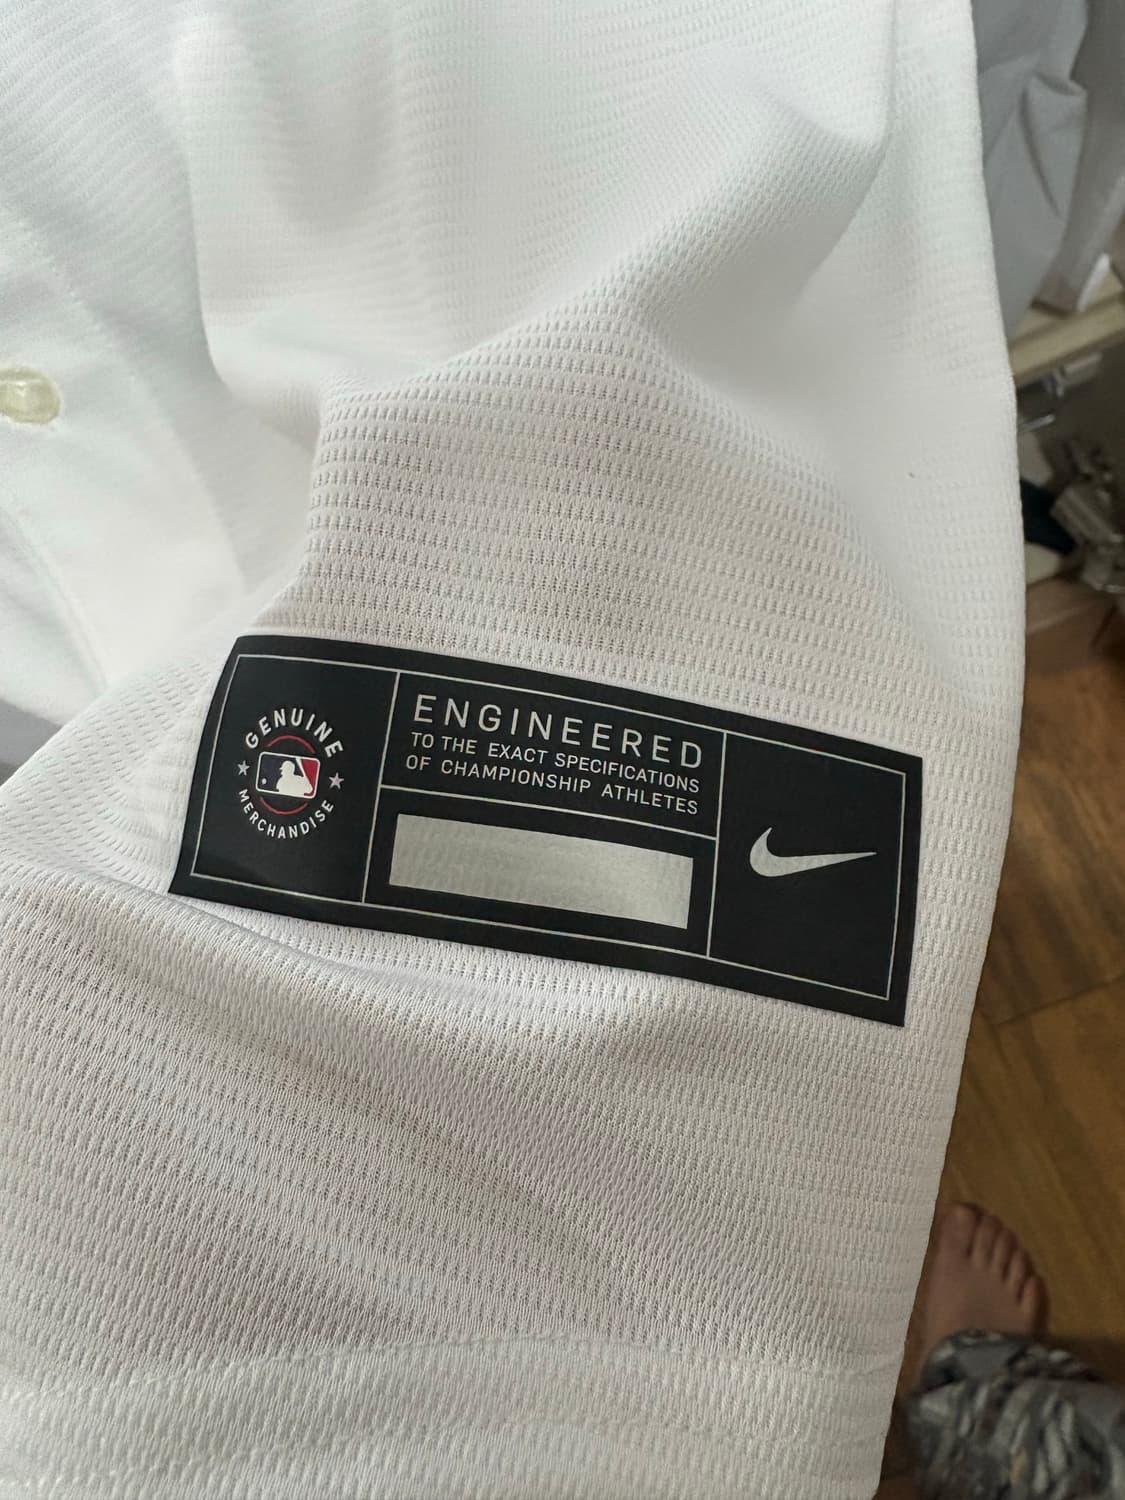 GENUINE
MERCHANDISE
ENGINEERED
TO THE EXACT SPECIFICATIONS
OF CHAMPIONSHIP ATHLETES